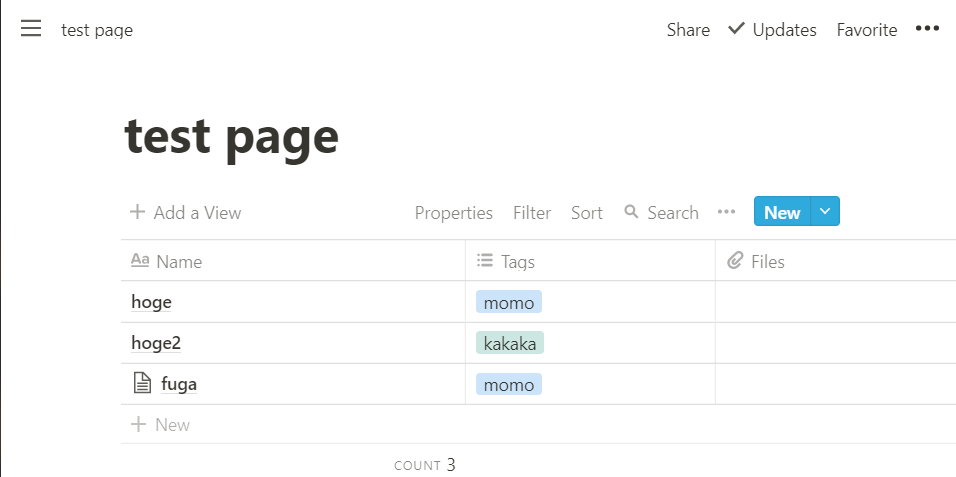 test page Share Updates Favorite
test page
Add a View Properties Filter Sort Search New
Aa Name Tags Files
hoge momo
hoge2 kakaka
fuga momo
New
COUNT 3